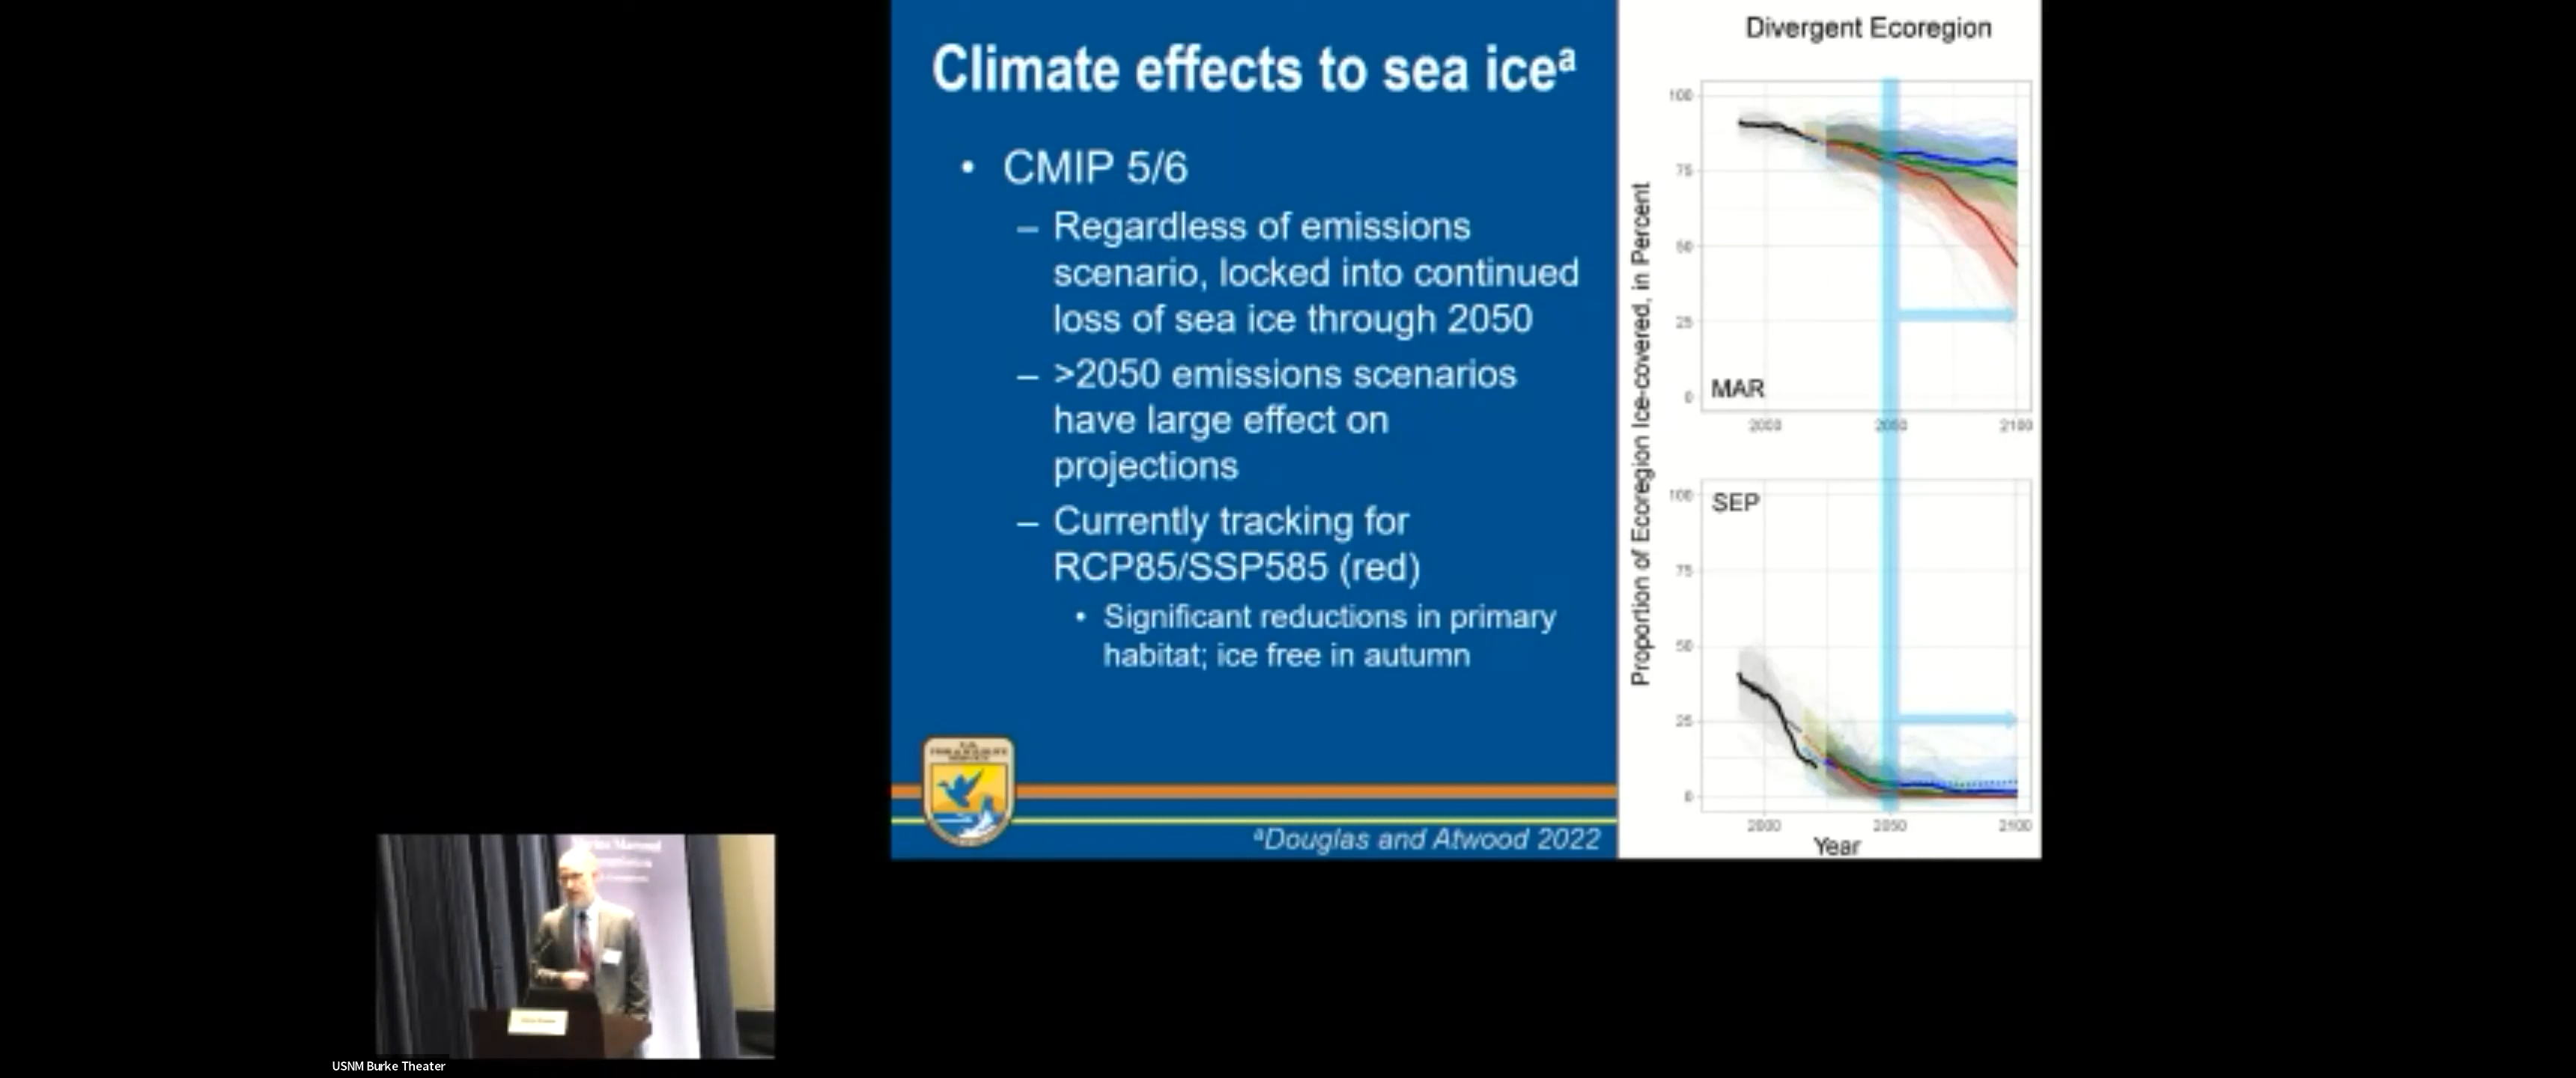 Climate effects to sea iceª
• CMIP 5/6
– Regardless of emissions
scenario, locked into continued
loss of sea ice through 2050
– >2050 emissions scenarios
have large effect on
projections
– Currently tracking for
RCP85/SSP585 (red)
• Significant reductions in primary
habitat; ice free in autumn
ªDouglas and Atwood 2022
Divergent Ecoregion
Proportion of Ecoregion Ice-covered, in Percent
100
75
50
25
0
MAR
2000 2050 2100
SEP
100
75
50
25
0
2000 2050 2100
Year
USNM Burke Theater